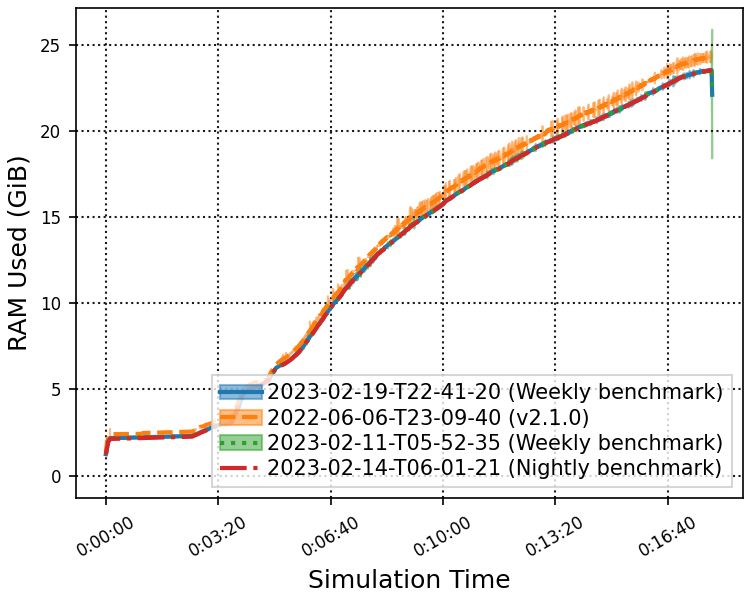 25
20
15
10
5
0
RAM Used (GiB)
2023-02-19-T22-41-20 (Weekly benchmark)
2022-06-06-T23-09-40 (v2.1.0)
2023-02-11-T05-52-35 (Weekly benchmark)
2023-02-14-T06-01-21 (Nightly benchmark)
0:00:00
0:03:20
0:06:40
0:10:00
0:13:20
0:16:40
Simulation Time